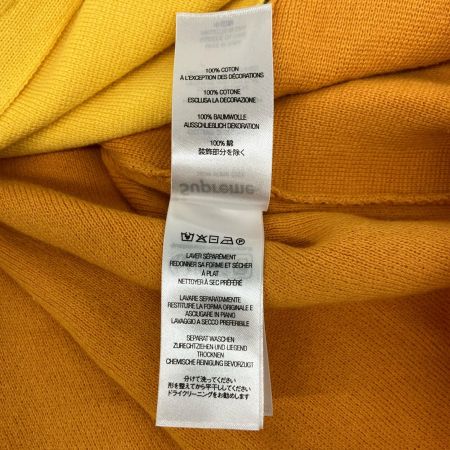 100% COTON
À L'EXCEPTION DES DÉCORATIONS
100% COTONE
ESCLUSA LA DECORAZIONE
100% BAUMWOLLE
AUSSCHLIEßLICH DEKORATION
100% 綿
装飾部分を除く
Supreme
LAVER SÉPARÉMENT
REDONNER SA FORME ET SÉCHER
À PLAT
NETTOYER À SEC PRÉFÉRÉ
LAVARE SEPARATAMENTE
RESTITUIRE LA FORMA ORIGINALE E
ASCIUGARE IN PIANO
LAVAGGIO A SECCO PREFERIBILE
SEPARAT WASCHEN
ZURECHTZIEHEN UND LIEGEND
TROCKNEN
CHEMISCHE REINIGUNG BEVORZUGT
分けて洗ってください
形を整えてから平干ししてください
ドライクリーニングをお勧めします